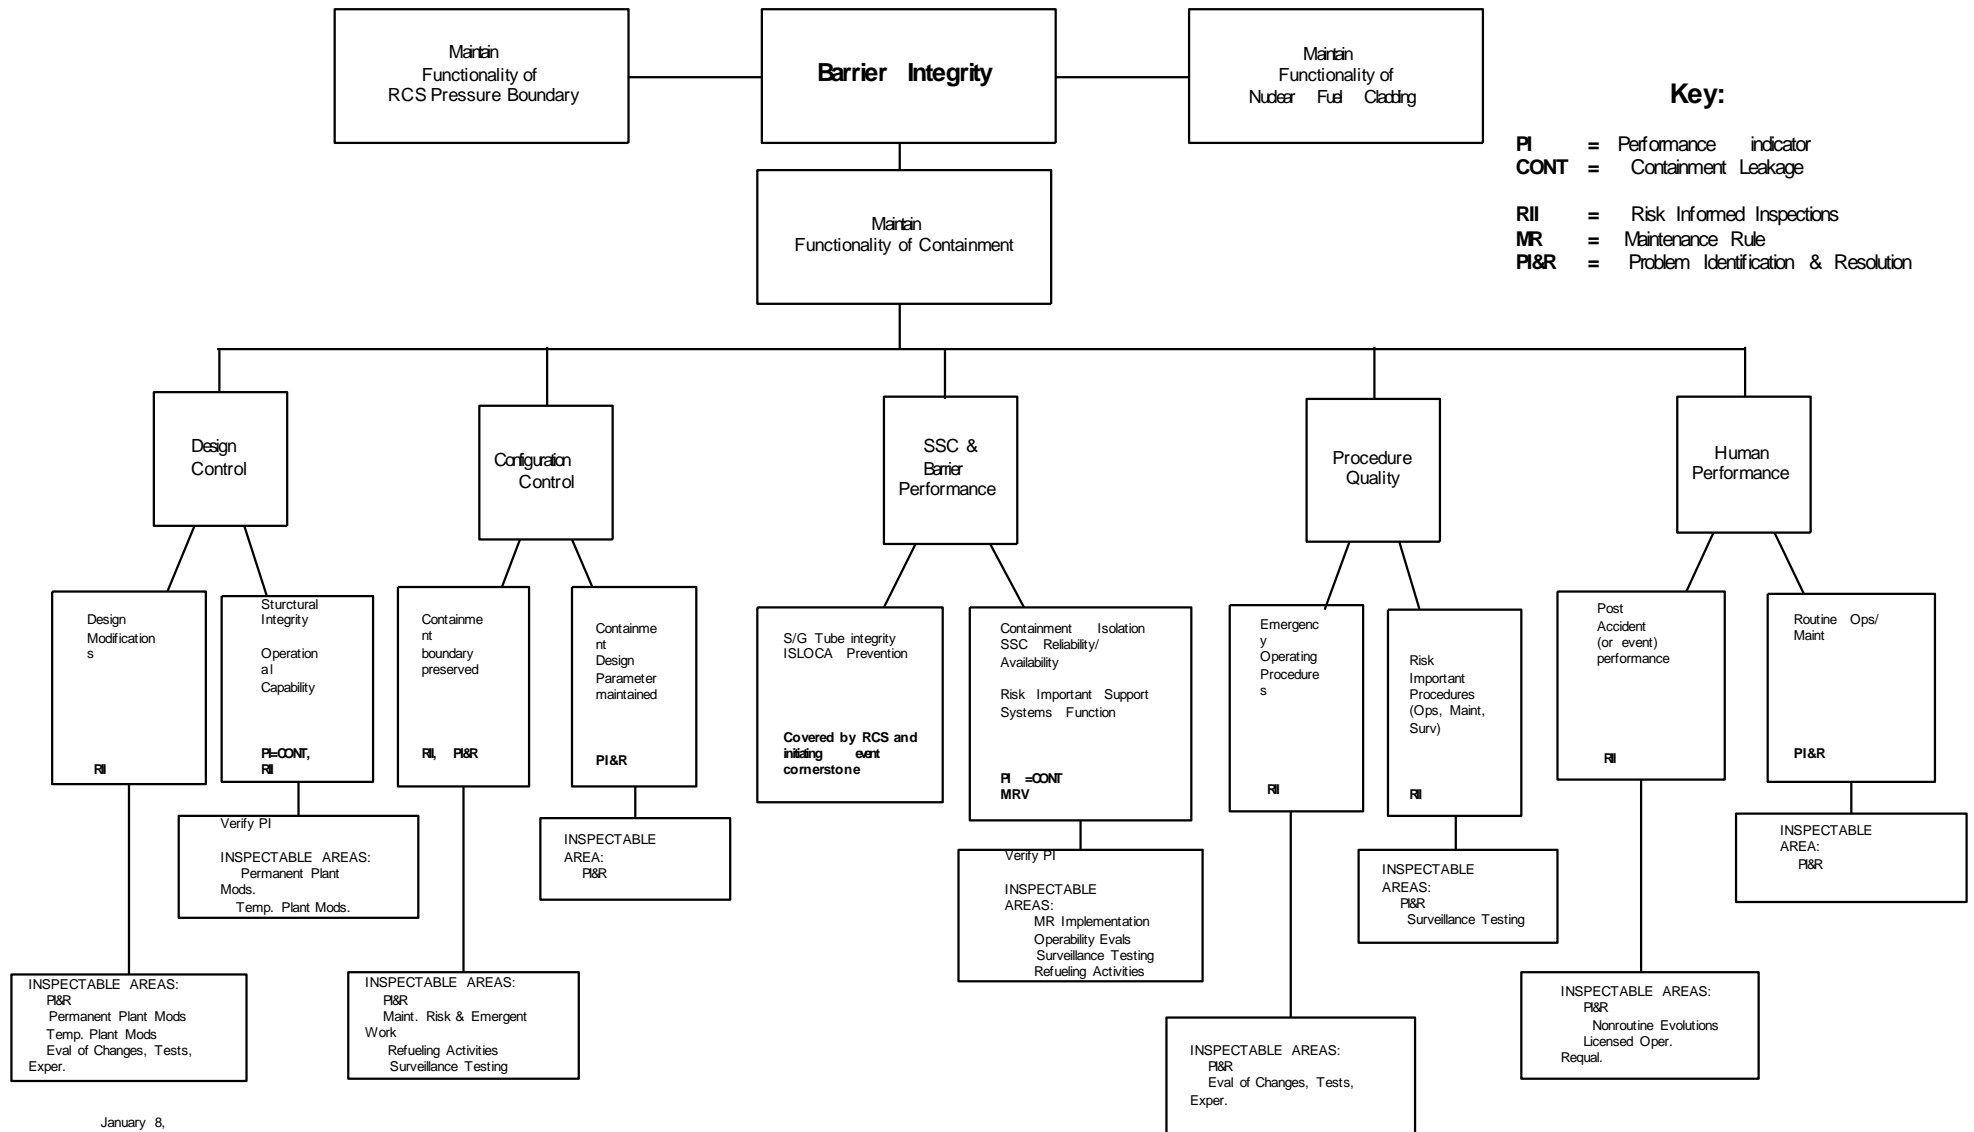 Maintain
Functionality of
RCS Pressure Boundary
Barrier Integrity
Maintain
Functionality of
Nuclear Fuel Cladding
Key:
PI = Performance indicator
CONT = Containment Leakage
RII = Risk Informed Inspections
MR = Maintenance Rule
PI&R = Problem Identification & Resolution
Maintain
Functionality of Containment
Design
Control
Configuration
Control
SSC &
Barrier
Performance
Procedure
Quality
Human
Performance
Design
Modification
s
RII
Sturctural
Integrity
Operation
al
Capability
PI=CONT,
RII
Containme
nt
boundary
preserved
RII, PI&R
Containme
nt
Design
Parameter
maintained
PI&R
S/G Tube integrity
ISLOCA Prevention
Covered by RCS and
initiating event
cornerstone
Containment Isolation
SSC Reliability/
Availability
Risk Important Support
Systems Function
PI =CONT
MRV
Emergenc
y
Operating
Procedure
s
RII
Risk
Important
Procedures
(Ops, Maint,
Surv)
RII
Post
Accident
(or event)
performance
RII
Routine Ops/
Maint
PI&R
Verify PI
INSPECTABLE AREAS:
Permanent Plant
Mods.
Temp. Plant Mods.
INSPECTABLE
AREA:
PI&R
Verify PI
INSPECTABLE
AREAS:
MR Implementation
Operability Evals
Surveillance Testing
Refueling Activities
INSPECTABLE
AREAS:
PI&R
Surveillance Testing
INSPECTABLE
AREA:
PI&R
INSPECTABLE AREAS:
PI&R
Permanent Plant Mods
Temp. Plant Mods
Eval of Changes, Tests,
Exper.
INSPECTABLE AREAS:
PI&R
Maint. Risk & Emergent
Work
Refueling Activities
Surveillance Testing
INSPECTABLE AREAS:
PI&R
Eval of Changes, Tests,
Exper.
INSPECTABLE AREAS:
PI&R
Nonroutine Evolutions
Licensed Oper.
Requal.
January 8,